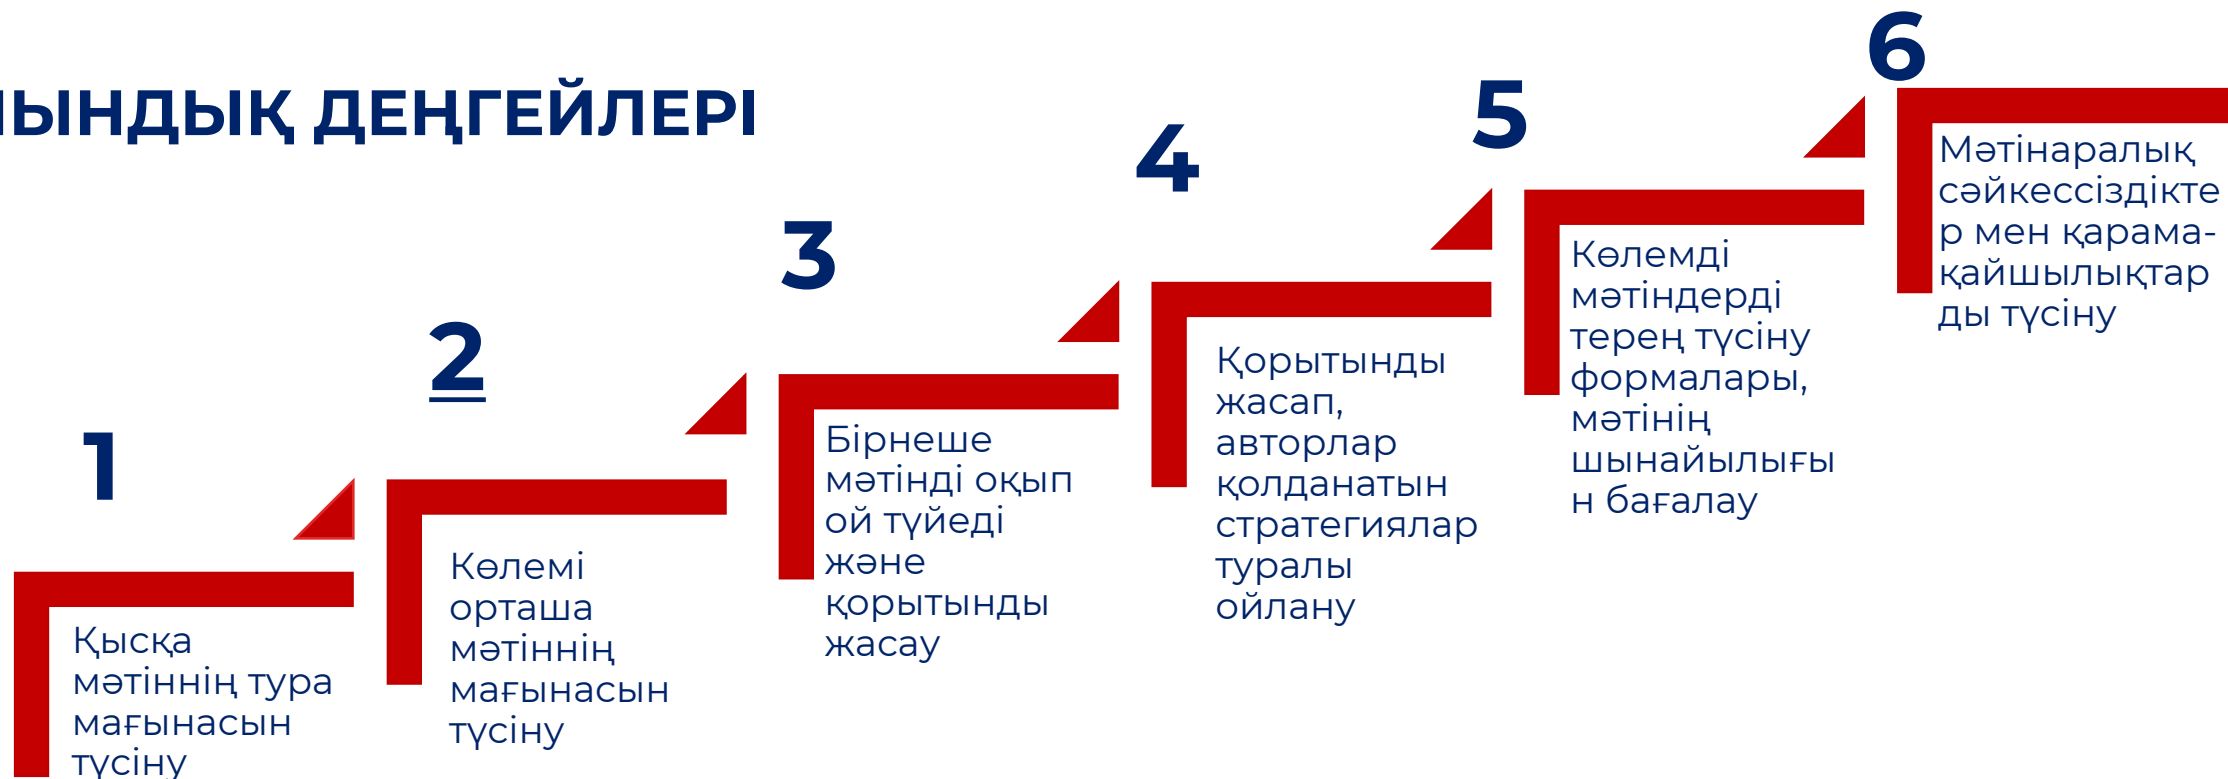 ЫНДЫҚ ДЕҢГЕЙЛЕРІ
1
Қысқа
мәтіннің тура
мағынасын
түсіну
2
Көлемі
орташа
мәтіннің
мағынасын
түсіну
3
Бірнеше
мәтінді оқып
ой түйеді
және
қорытынды
жасау
4
Қорытынды
жасап,
авторлар
қолданатын
стратегиялар
туралы
ойлану
5
Көлемді
мәтіндерді
терең түсіну
формалары,
мәтінің
шынайылығы
н бағалау
6
Мәтінаралық
сәйкессіздікте
р мен қарама-
қайшылықтар
ды түсіну